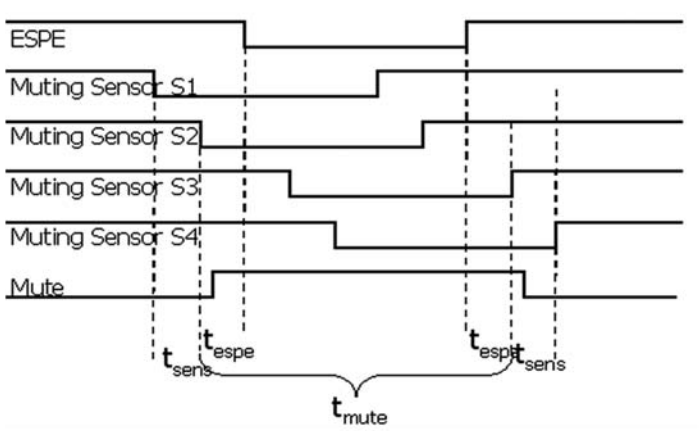 ESPE
Muting Sensor S1
Muting Sensor S2
Muting Sensor S3
Muting Sensor S4
Mute
tespe
tsens
tespe
tsens
tmute